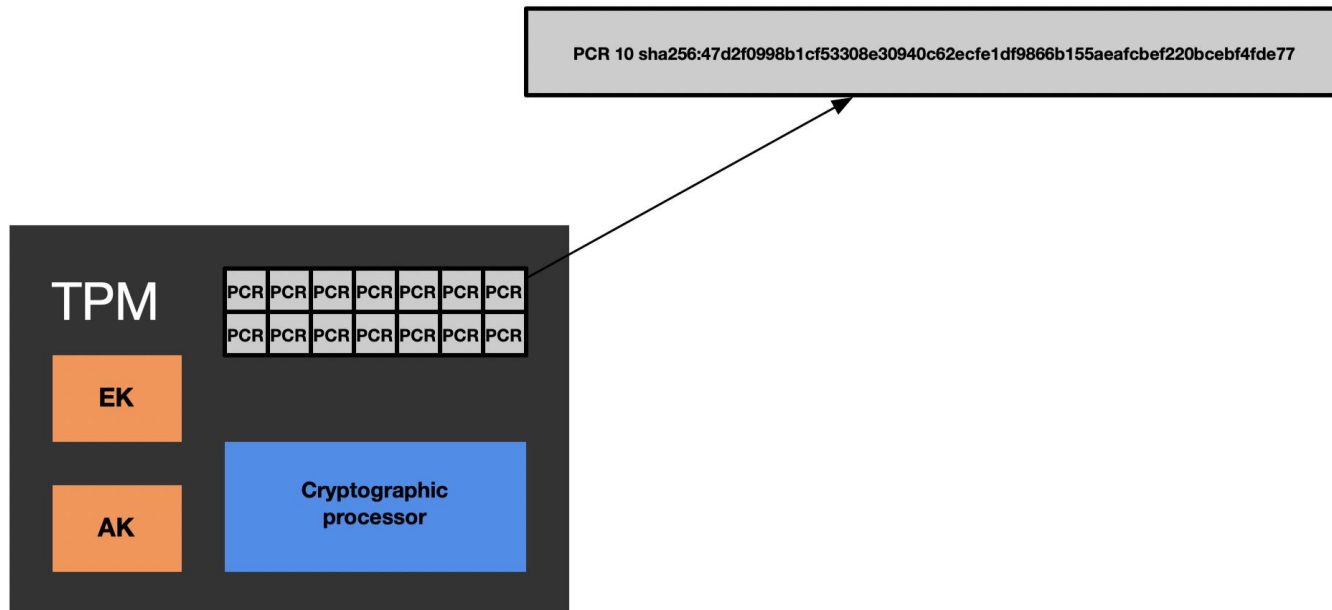 PCR 10 sha256:47d2f0998b1cf53308e30940c62ecfe1df9866b155aeafcbef220bcebf4fde77
TPM
PCR PCR PCR PCR PCR PCR PCR
PCR PCR PCR PCR PCR PCR PCR
EK
Cryptographic
processor
AK